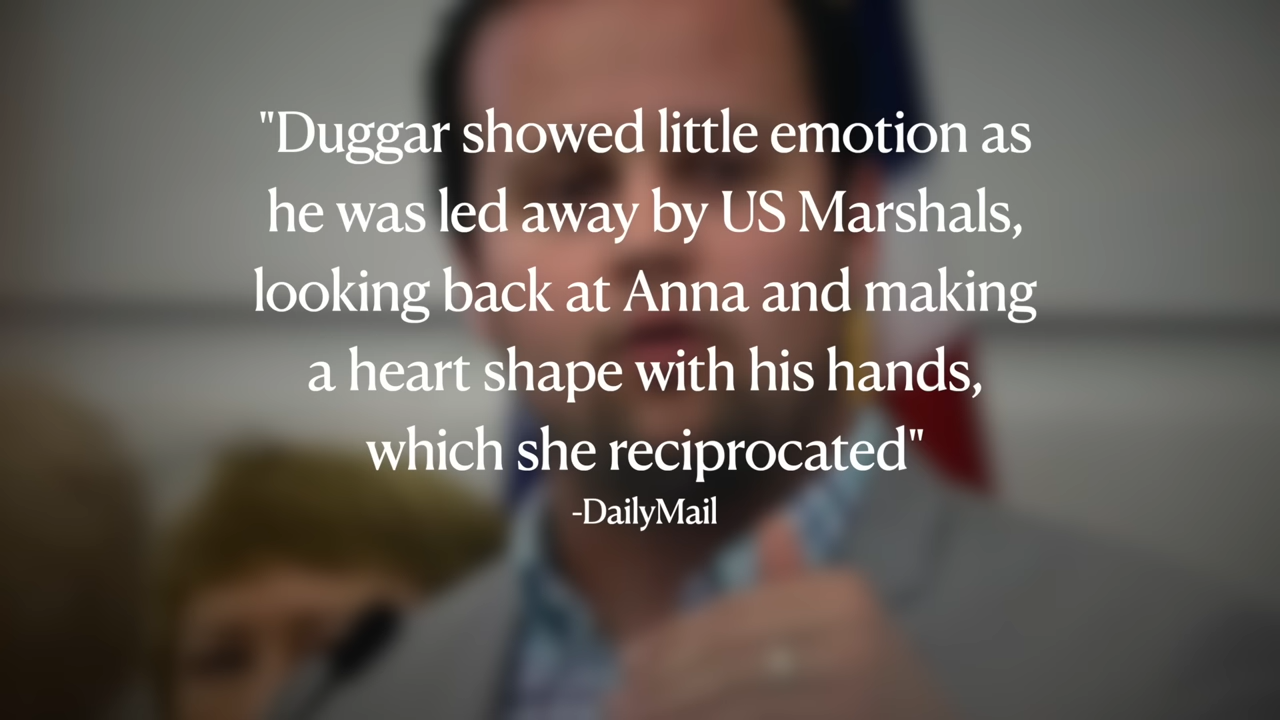 "Duggar showed little emotion as
he was led away by US Marshals,
looking back at Anna and making
a heart shape with his hands,
which she reciprocated"
-DailyMail